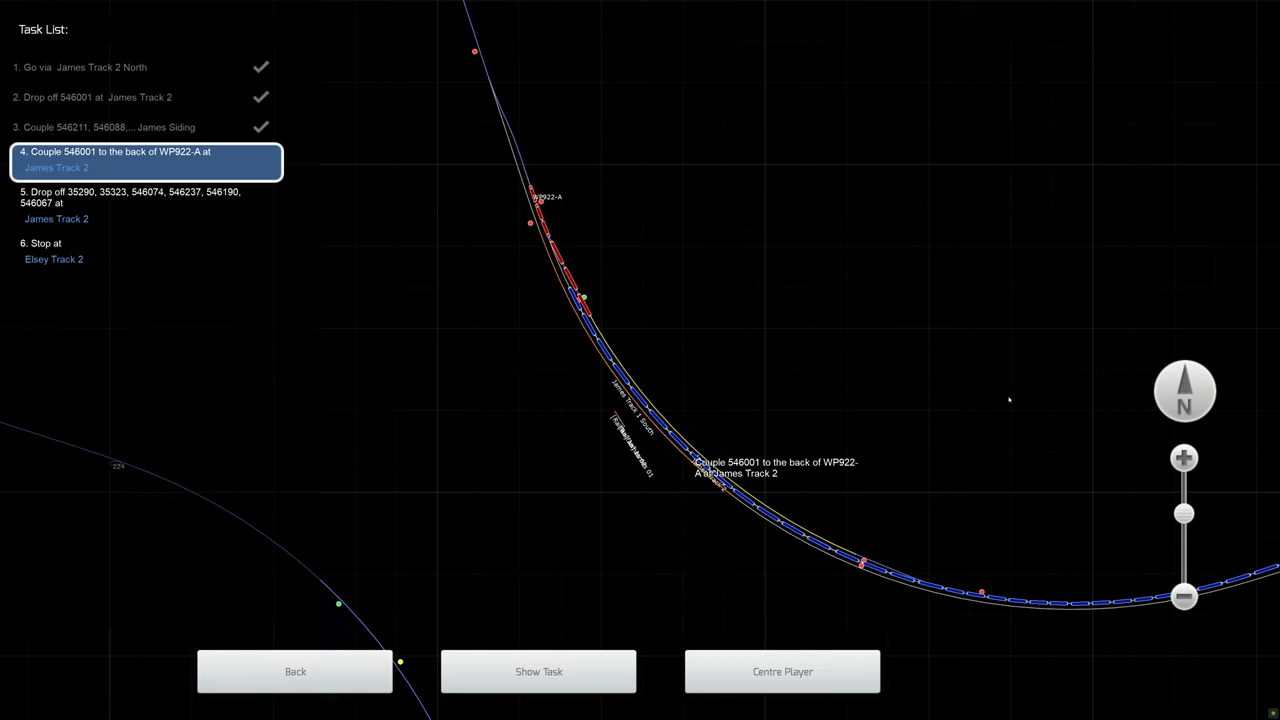 Task List:
1. Go via  James Track 2 North
2. Drop off 546001 at  James Track 2
3. Couple 546211, 546088,... James Siding
4. Couple 546001 to the back of WP922-A at
James Track 2
5. Drop off 35290, 35323, 546074, 546237, 546190,
546067 at
James Track 2
6. Stop at
Elsey Track 2
WP922-A
James Track 1 South
Couple 546001 to the back of WP922-
A at James Track 2
224
N
Back
Show Task
Centre Player